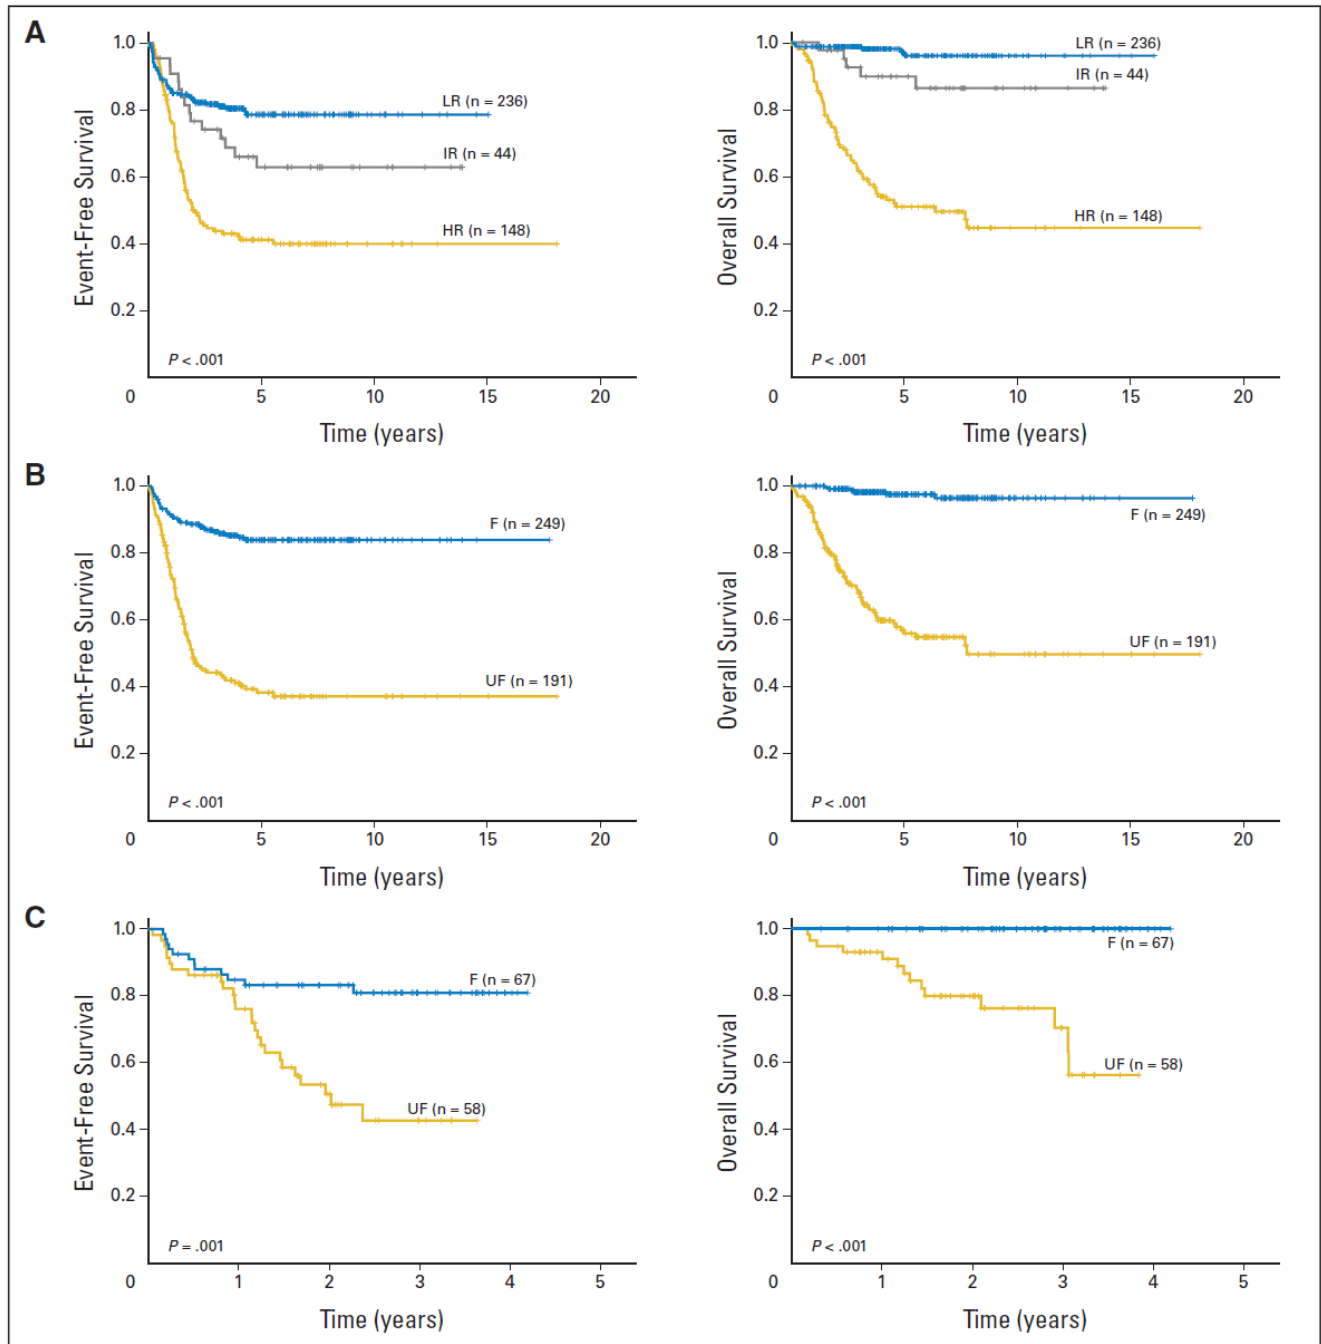 A
1.0
0.8
0.6
0.4
0.2
0
5
10
15
20
Event-Free Survival
Time (years)
LR (n = 236)
IR (n = 44)
HR (n = 148)
P < .001
1.0
0.8
0.6
0.4
0.2
0
5
10
15
20
Overall Survival
Time (years)
LR (n = 236)
IR (n = 44)
HR (n = 148)
P < .001
B
1.0
0.8
0.6
0.4
0.2
0
5
10
15
20
Event-Free Survival
Time (years)
F (n = 249)
UF (n = 191)
P < .001
1.0
0.8
0.6
0.4
0.2
0
5
10
15
20
Overall Survival
Time (years)
F (n = 249)
UF (n = 191)
P < .001
C
1.0
0.8
0.6
0.4
0.2
0
1
2
3
4
5
Event-Free Survival
Time (years)
F (n = 67)
UF (n = 58)
P = .001
1.0
0.8
0.6
0.4
0.2
0
1
2
3
4
5
Overall Survival
Time (years)
F (n = 67)
UF (n = 58)
P < .001